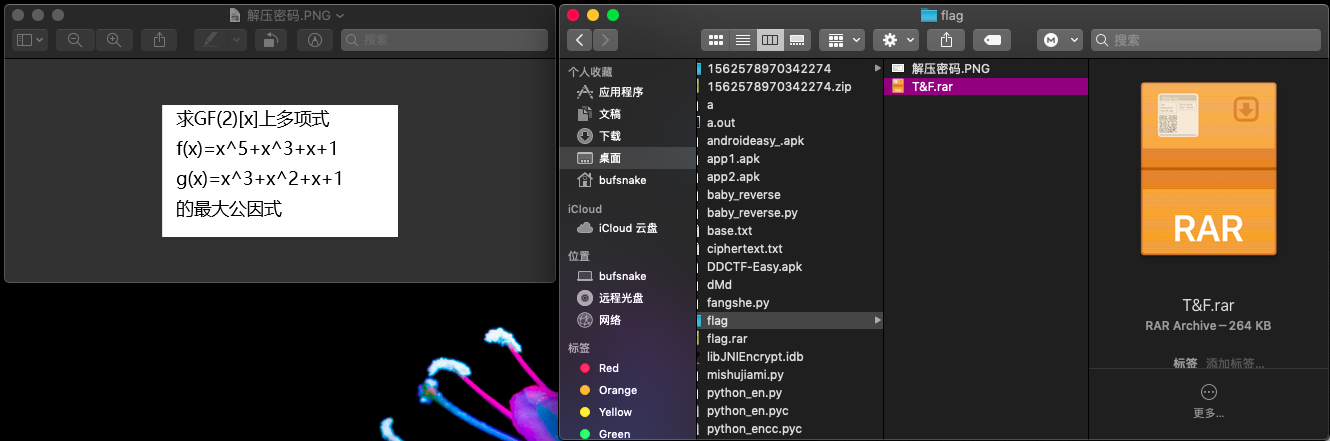 解压密码.PNG
搜索
求GF(2)[x]上多项式
f(x)=x^5+x^3+x+1
g(x)=x^3+x^2+x+1
的最大公因式
flag
搜索
个人收藏
应用程序
文稿
下载
桌面
bufsnake
iCloud
iCloud 云盘
位置
bufsnake
远程光盘
网络
标签
Red
Orange
Yellow
Green
1562578970342274
1562578970342274.zip
a
a.out
androideasy_.apk
app1.apk
app2.apk
baby_reverse
baby_reverse.py
base.txt
ciphertext.txt
DDCTF-Easy.apk
dMd
fangshe.py
flag
flag.rar
libJNIEncrypt.idb
mishujiami.py
python_en.py
python_en.pyc
python_encc.pyc
解压密码.PNG
T&F.rar
RAR
T&F.rar
RAR Archive – 264 KB
标签 添加标签...
更多...